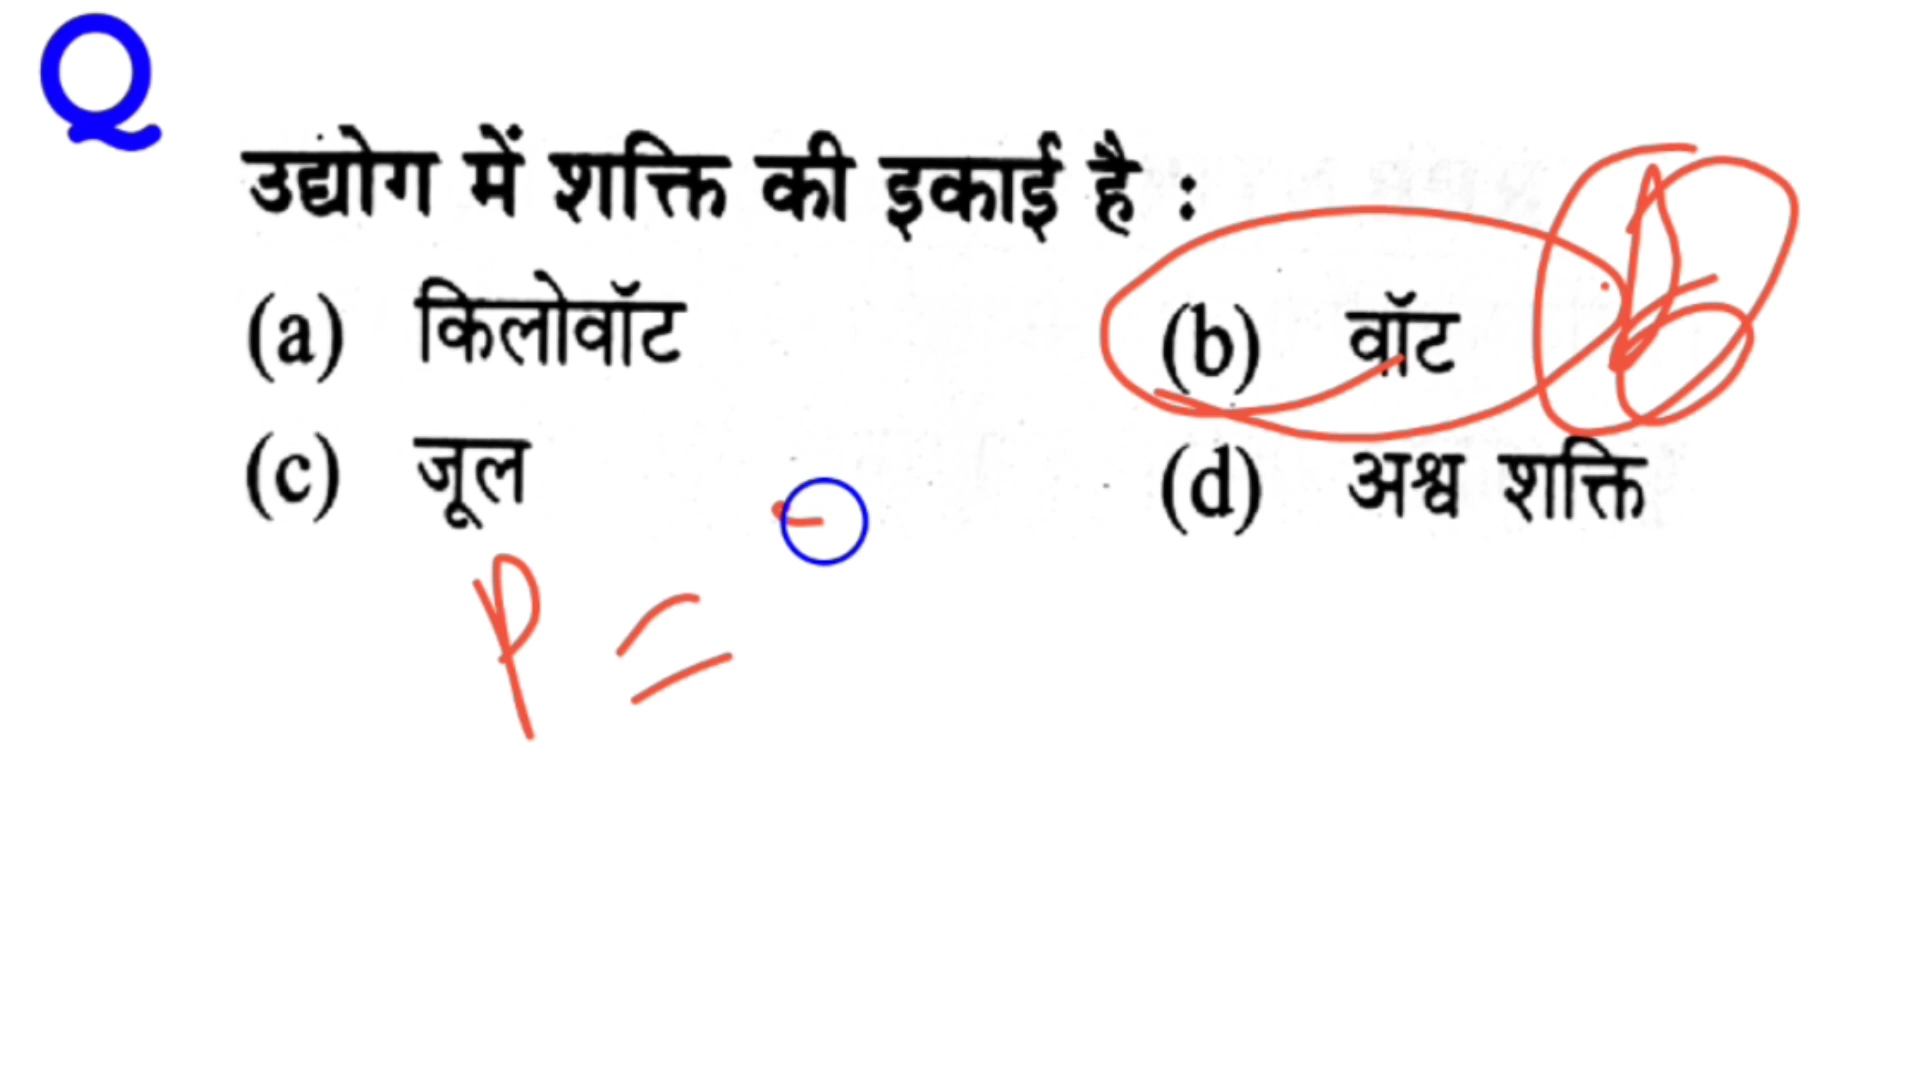 Q
उद्योग में शक्ति की इकाई है :
(a) किलोवॉट (b) वॉट b
(c) जूल (d) अश्व शक्ति
P =